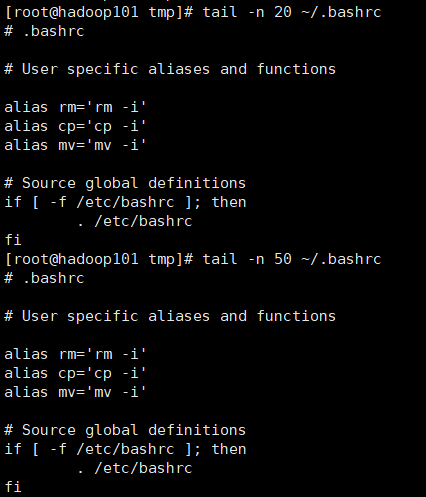 [root@hadoop101 tmp]# tail -n 20 ~/.bashrc
# .bashrc

# User specific aliases and functions

alias rm='rm -i'
alias cp='cp -i'
alias mv='mv -i'

# Source global definitions
if [ -f /etc/bashrc ]; then
        . /etc/bashrc
fi
[root@hadoop101 tmp]# tail -n 50 ~/.bashrc
# .bashrc

# User specific aliases and functions

alias rm='rm -i'
alias cp='cp -i'
alias mv='mv -i'

# Source global definitions
if [ -f /etc/bashrc ]; then
        . /etc/bashrc
fi